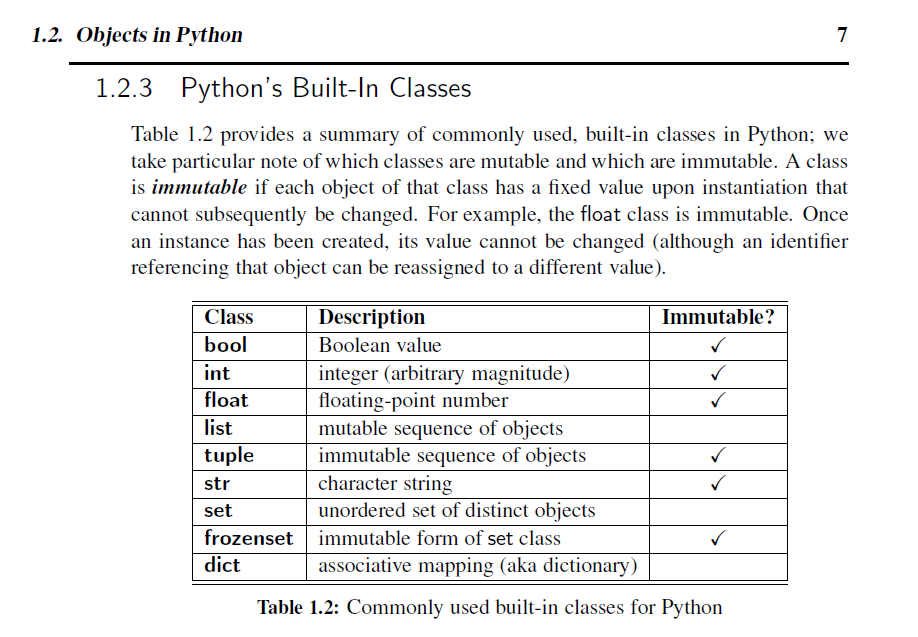 1.2. Objects in Python 7
1.2.3 Python's Built-In Classes
Table 1.2 provides a summary of commonly used, built-in classes in Python; we
take particular note of which classes are mutable and which are immutable. A class
is immutable if each object of that class has a fixed value upon instantiation that
cannot subsequently be changed. For example, the float class is immutable. Once
an instance has been created, its value cannot be changed (although an identifier
referencing that object can be reassigned to a different value).
Class Description Immutable?
bool Boolean value ✓
int integer (arbitrary magnitude) ✓
float floating-point number ✓
list mutable sequence of objects
tuple immutable sequence of objects ✓
str character string ✓
set unordered set of distinct objects
frozenset immutable form of set class ✓
dict associative mapping (aka dictionary)
Table 1.2: Commonly used built-in classes for Python